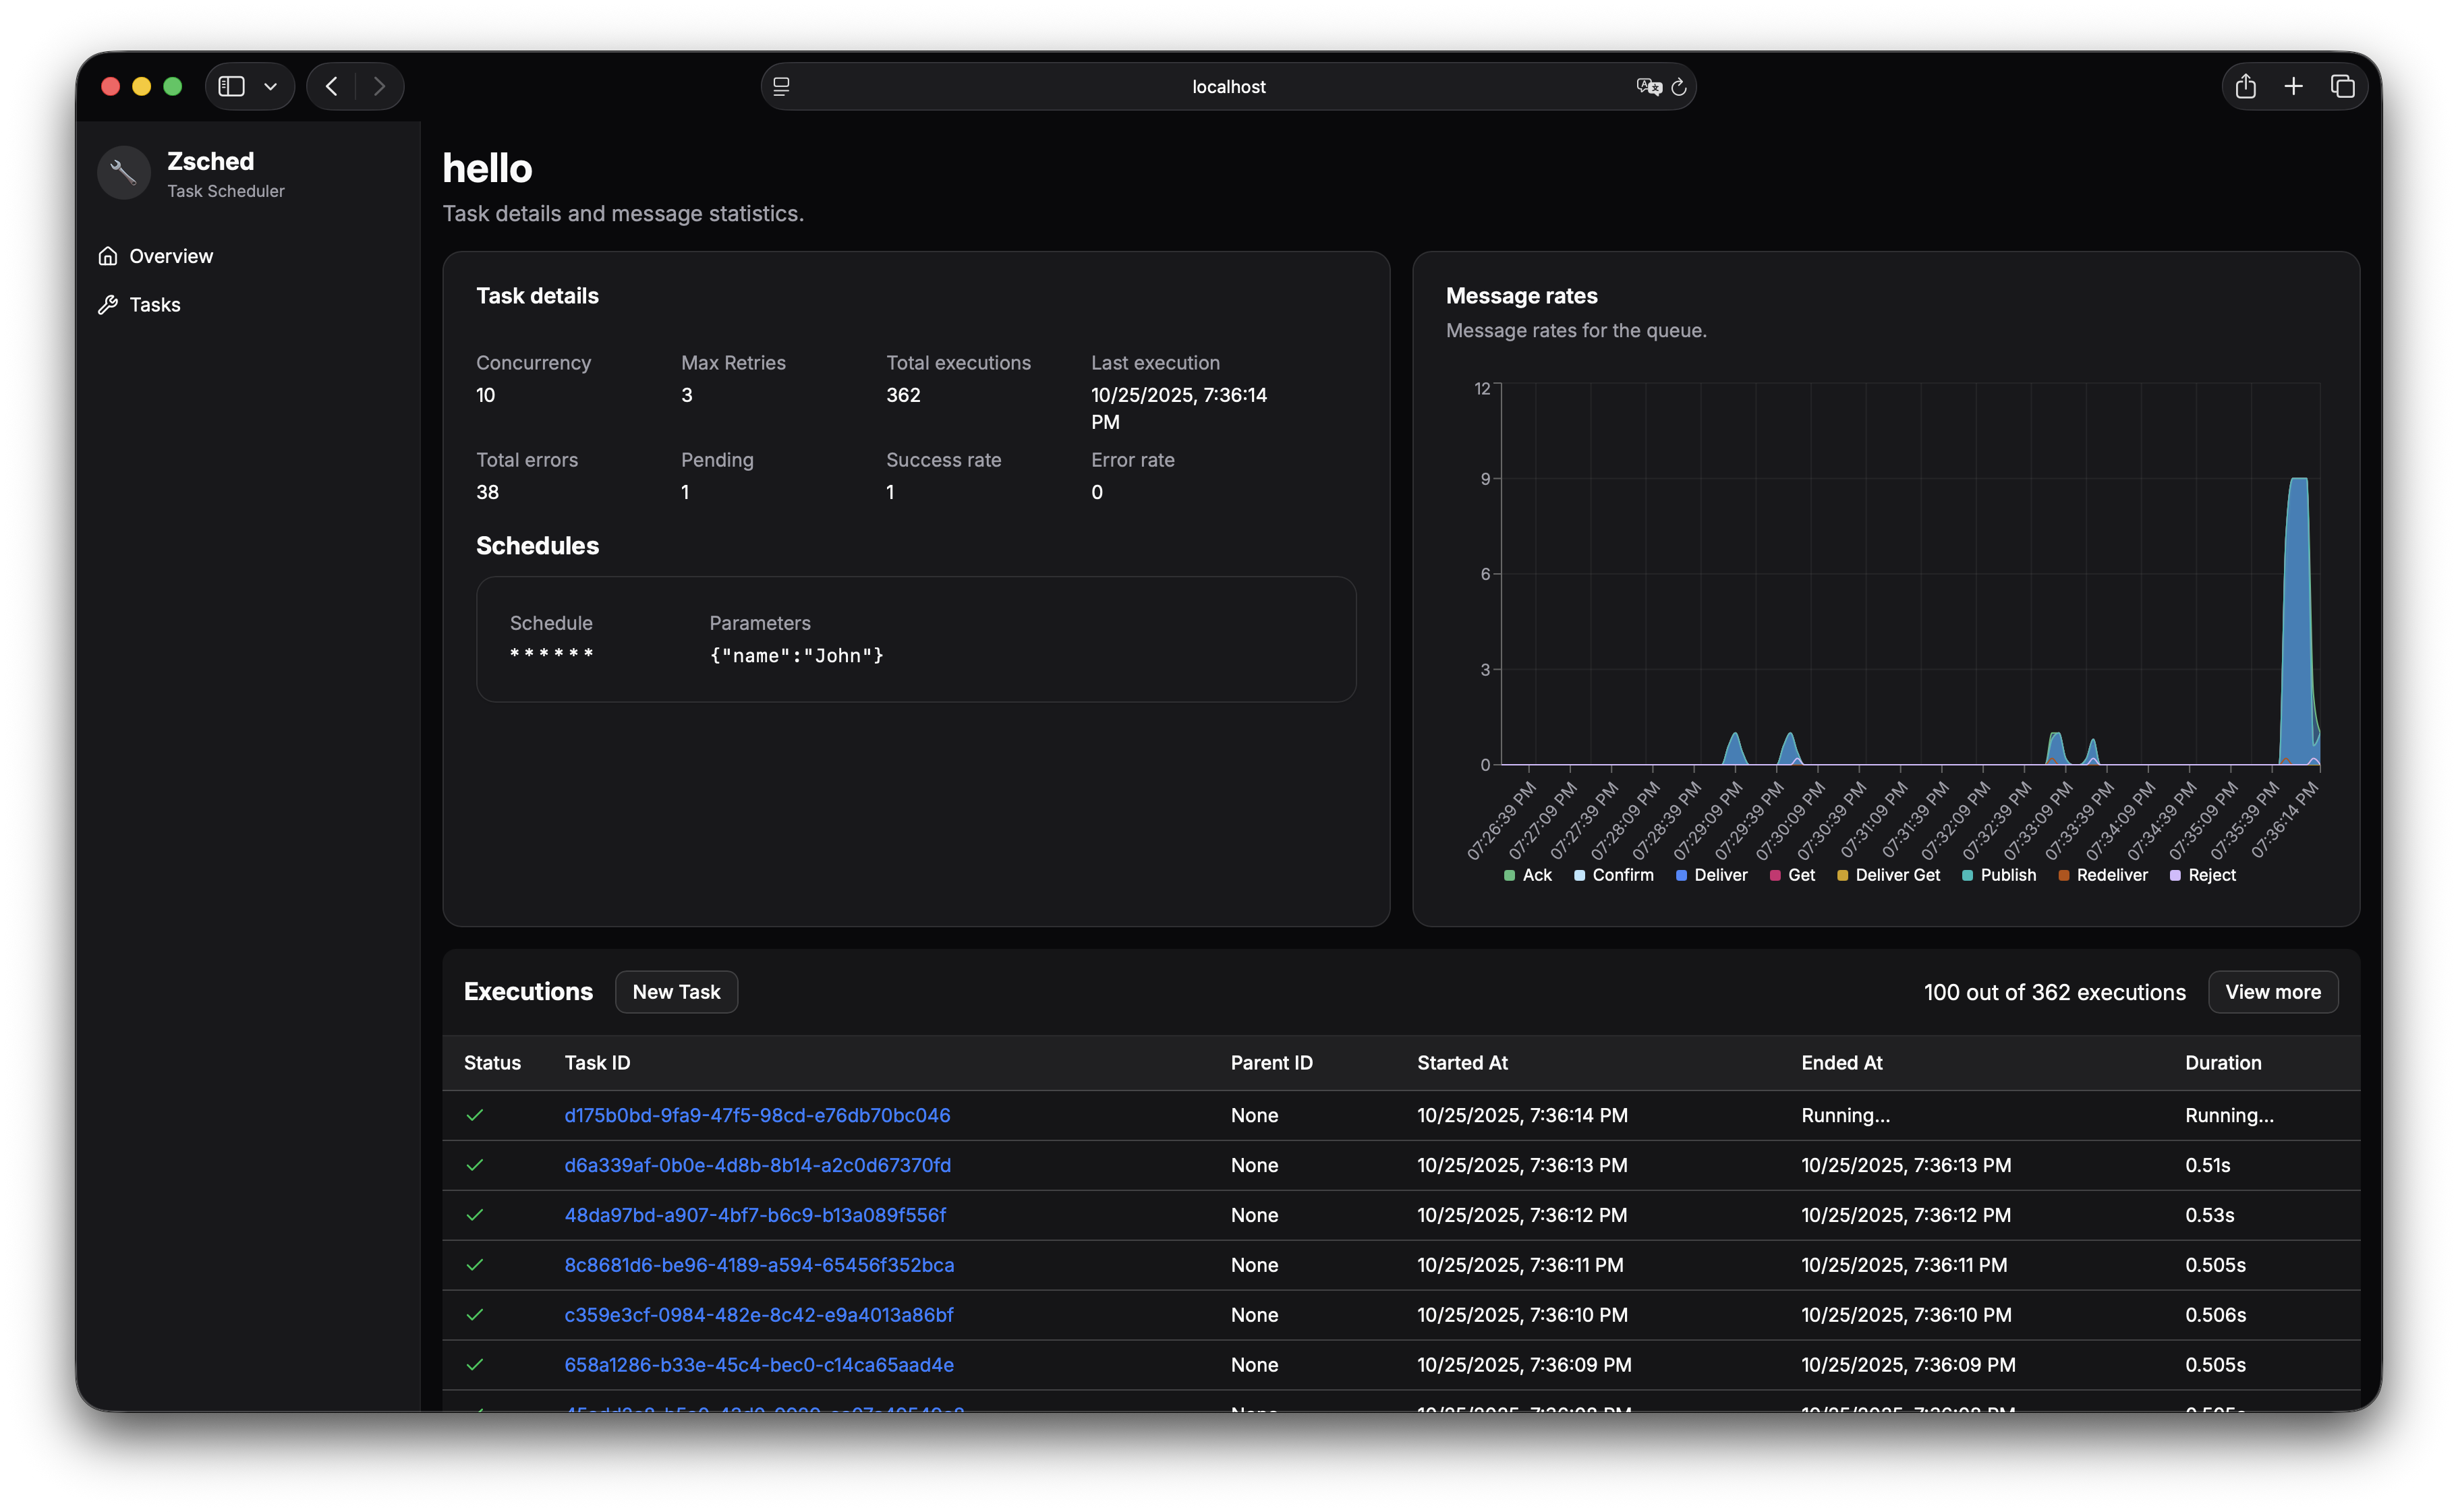 localhost
Zsched
Task Scheduler
Overview
Tasks
hello
Task details and message statistics.
Task details
Concurrency
10
Max Retries
3
Total executions
362
Last execution
10/25/2025, 7:36:14
PM
Total errors
38
Pending
1
Success rate
1
Error rate
0
Schedules
Schedule
* * * * * *
Parameters
{"name":"John"}
Message rates
Message rates for the queue.
12
9
6
3
0
07:26:39 PM
07:27:09 PM
07:27:39 PM
07:28:09 PM
07:28:39 PM
07:29:09 PM
07:29:39 PM
07:30:09 PM
07:30:39 PM
07:31:09 PM
07:31:39 PM
07:32:09 PM
07:32:39 PM
07:33:09 PM
07:33:39 PM
07:34:09 PM
07:34:39 PM
07:35:09 PM
07:35:39 PM
07:36:14 PM
Ack Confirm Deliver Get Deliver Get Publish Redeliver Reject
Executions New Task 100 out of 362 executions View more
Status Task ID Parent ID Started At Ended At Duration
d175b0bd-9fa9-47f5-98cd-e76db70bc046 None 10/25/2025, 7:36:14 PM Running... Running...
d6a339af-0b0e-4d8b-8b14-a2c0d67370fd None 10/25/2025, 7:36:13 PM 10/25/2025, 7:36:13 PM 0.51s
48da97bd-a907-4bf7-b6c9-b13a089f556f None 10/25/2025, 7:36:12 PM 10/25/2025, 7:36:12 PM 0.53s
8c8681d6-be96-4189-a594-65456f352bca None 10/25/2025, 7:36:11 PM 10/25/2025, 7:36:11 PM 0.505s
c359e3cf-0984-482e-8c42-e9a4013a86bf None 10/25/2025, 7:36:10 PM 10/25/2025, 7:36:10 PM 0.506s
658a1286-b33e-45c4-bec0-c14ca65aad4e None 10/25/2025, 7:36:09 PM 10/25/2025, 7:36:09 PM 0.505s
None 10/25/2025, 7:36:08 PM 10/25/2025, 7:36:08 PM